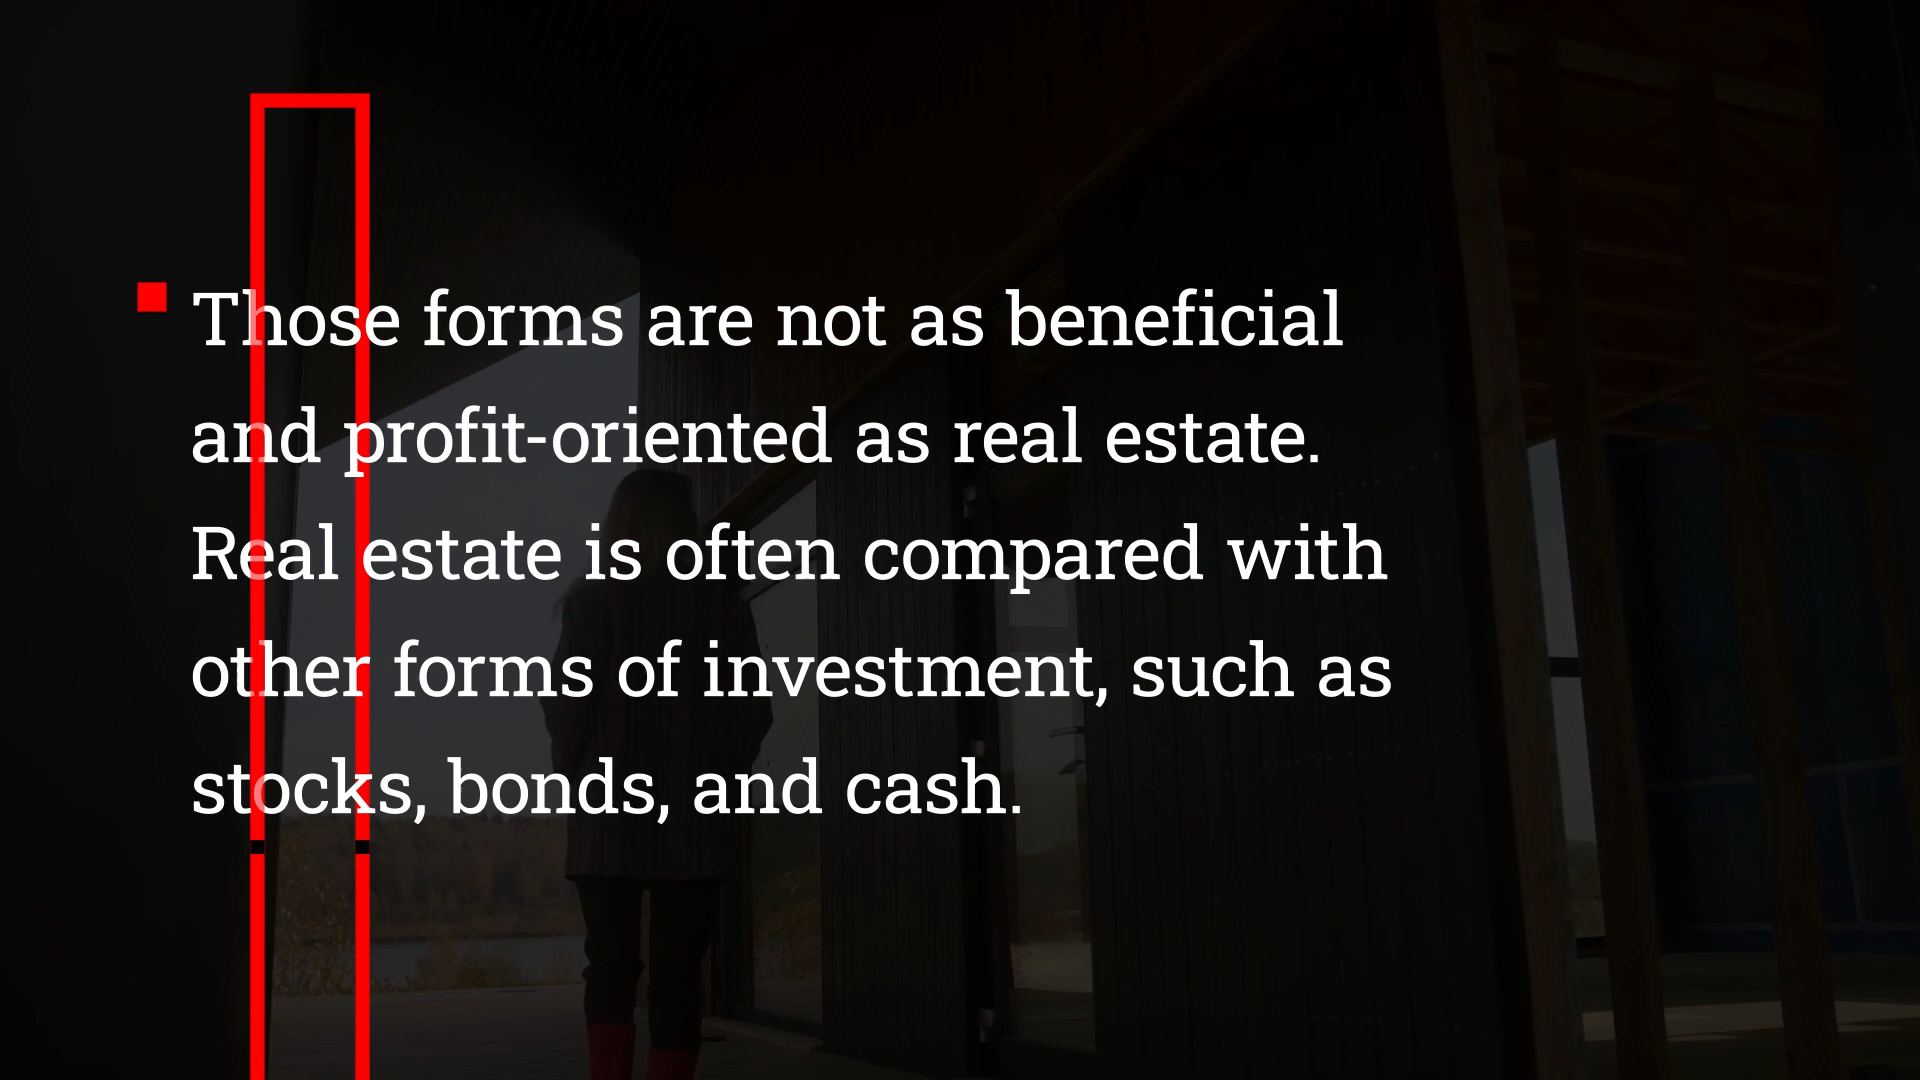 Those forms are not as beneficial
and profit-oriented as real estate.
Real estate is often compared with
other forms of investment, such as
stocks, bonds, and cash.